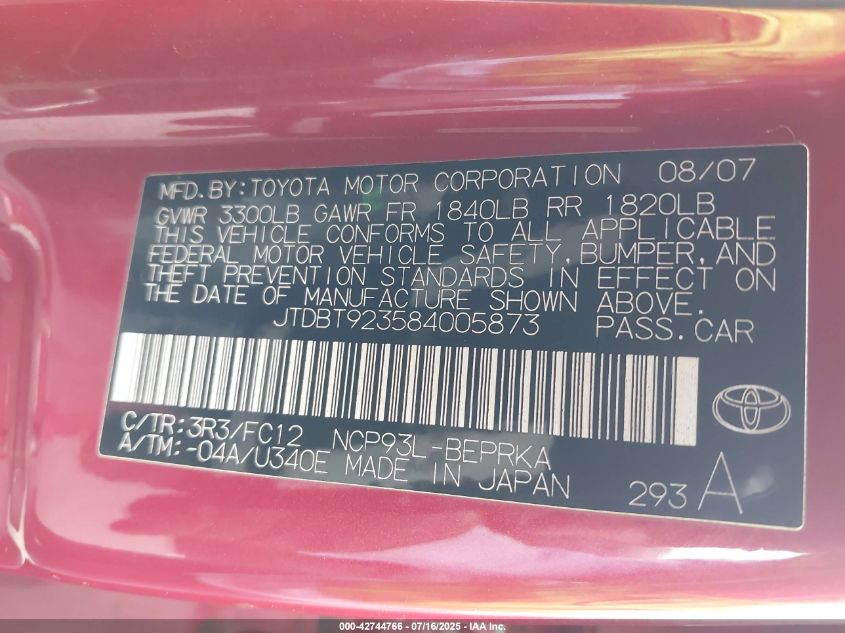 MFD.BY:TOYOTA MOTOR CORPORATION 08/07
GVWR 3300LB GAWR FR 1840LB RR 1820LB
THIS VEHICLE CONFORMS TO ALL APPLICABLE
FEDERAL MOTOR VEHICLE SAFETY,BUMPER,AND
THEFT PREVENTION STANDARDS IN EFFECT ON
THE DATE OF MANUFACTURE SHOWN ABOVE.
JTDBT923584005873 PASS.CAR
C/TR:3R3/FC12 NCP93L-BEPRKA
A/TM:-04A/U340E MADE IN JAPAN 293 A
000-42744766 - 07/16/2025 - IAA Inc.